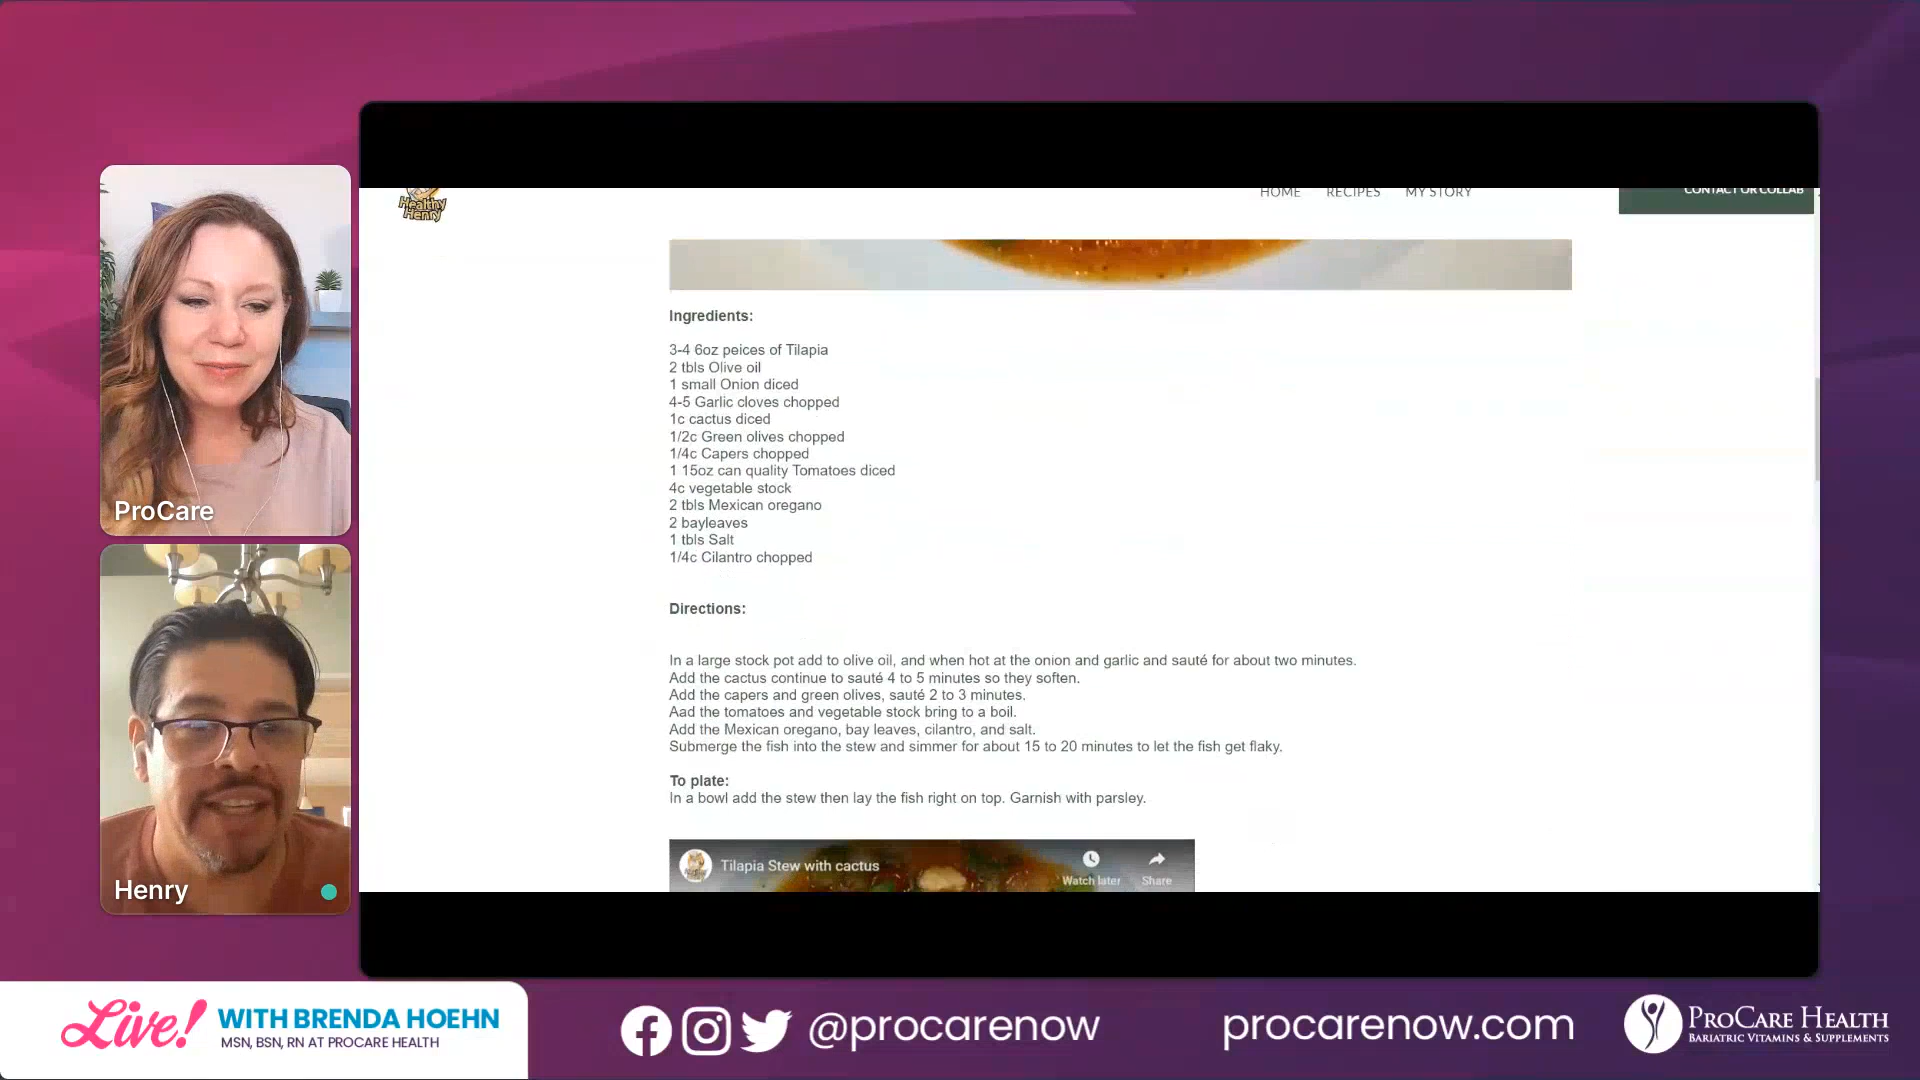 Healthy
Henry
HOME RECIPES MY STORY
CONTACT OR COLLAB
Ingredients:
3-4 6oz peices of Tilapia
2 tbls Olive oil
1 small Onion diced
4-5 Garlic cloves chopped
1c cactus diced
1/2c Green olives chopped
1/4c Capers chopped
1 15oz can quality Tomatoes diced
4c vegetable stock
2 tbls Mexican oregano
2 bayleaves
1 tbls Salt
1/4c Cilantro chopped
Directions:
In a large stock pot add to olive oil, and when hot at the onion and garlic and sauté for about two minutes.
Add the cactus continue to sauté 4 to 5 minutes so they soften.
Add the capers and green olives, sauté 2 to 3 minutes.
Aad the tomatoes and vegetable stock bring to a boil.
Add the Mexican oregano, bay leaves, cilantro, and salt.
Submerge the fish into the stew and simmer for about 15 to 20 minutes to let the fish get flaky.
To plate:
In a bowl add the stew then lay the fish right on top. Garnish with parsley.
Tilapia Stew with cactus
Watch later Share
ProCare
Henry
Live! WITH BRENDA HOEHN
MSN, BSN, RN AT PROCARE HEALTH
@procarenow
procarenow.com
PROCARE HEALTH
BARIATRIC VITAMINS & SUPPLEMENTS